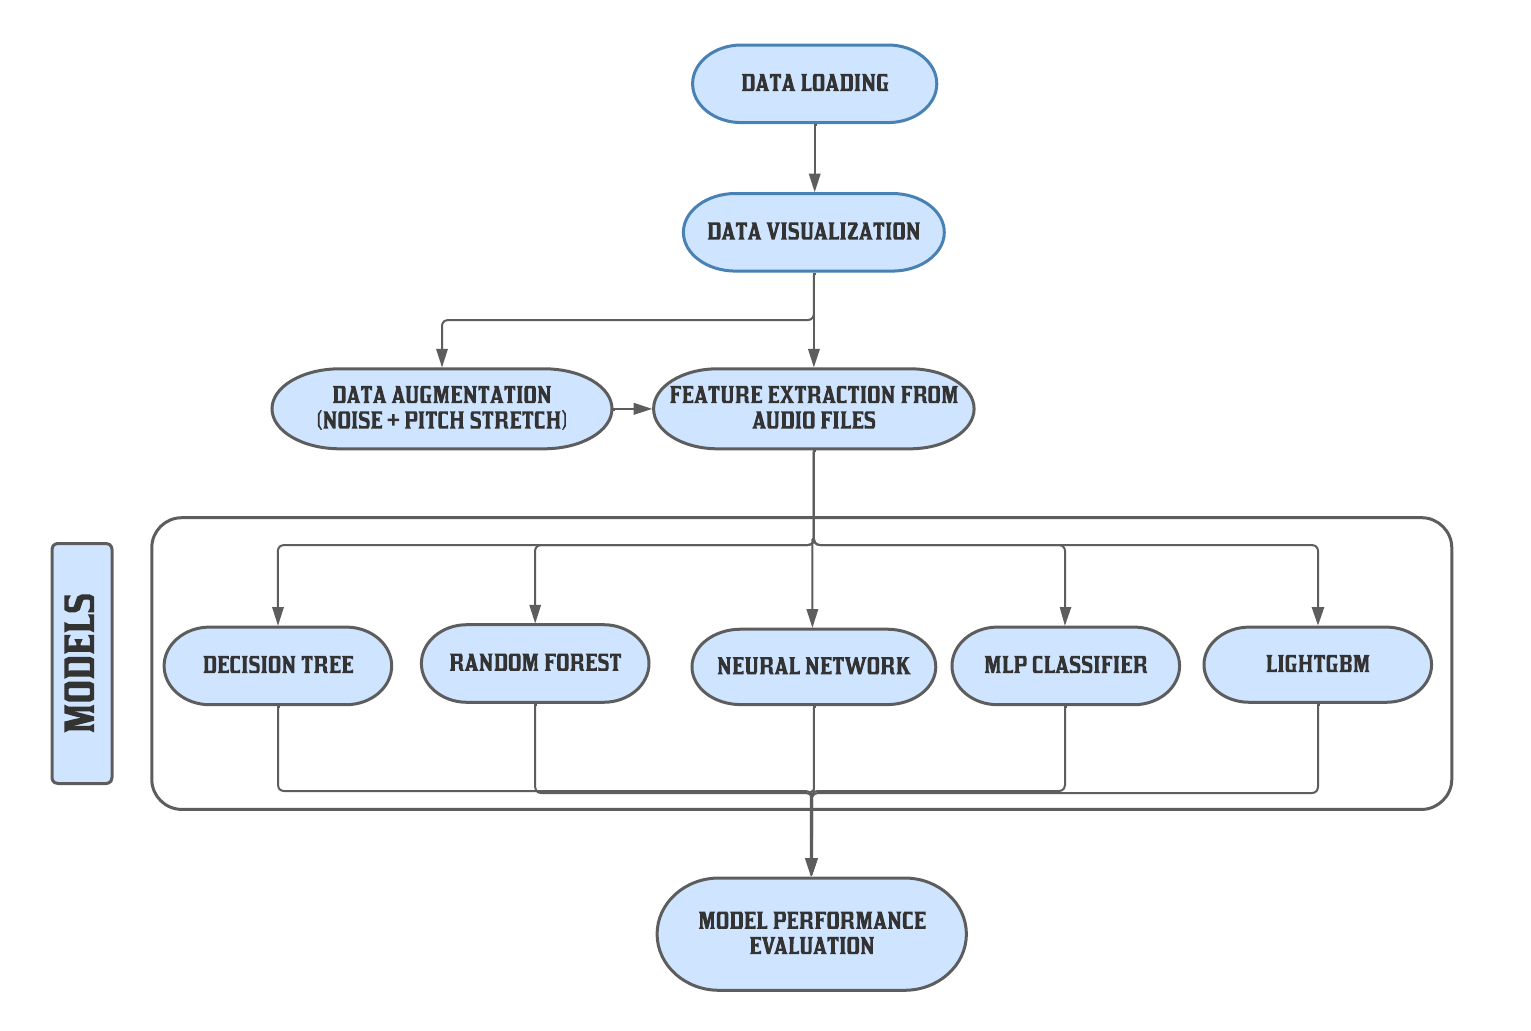 DATA LOADING
DATA VISUALIZATION
DATA AUGMENTATION
(NOISE + PITCH STRETCH)
FEATURE EXTRACTION FROM
AUDIO FILES
MODELS
DECISION TREE
RANDOM FOREST
NEURAL NETWORK
MLP CLASSIFIER
LIGHTGBM
MODEL PERFORMANCE
EVALUATION